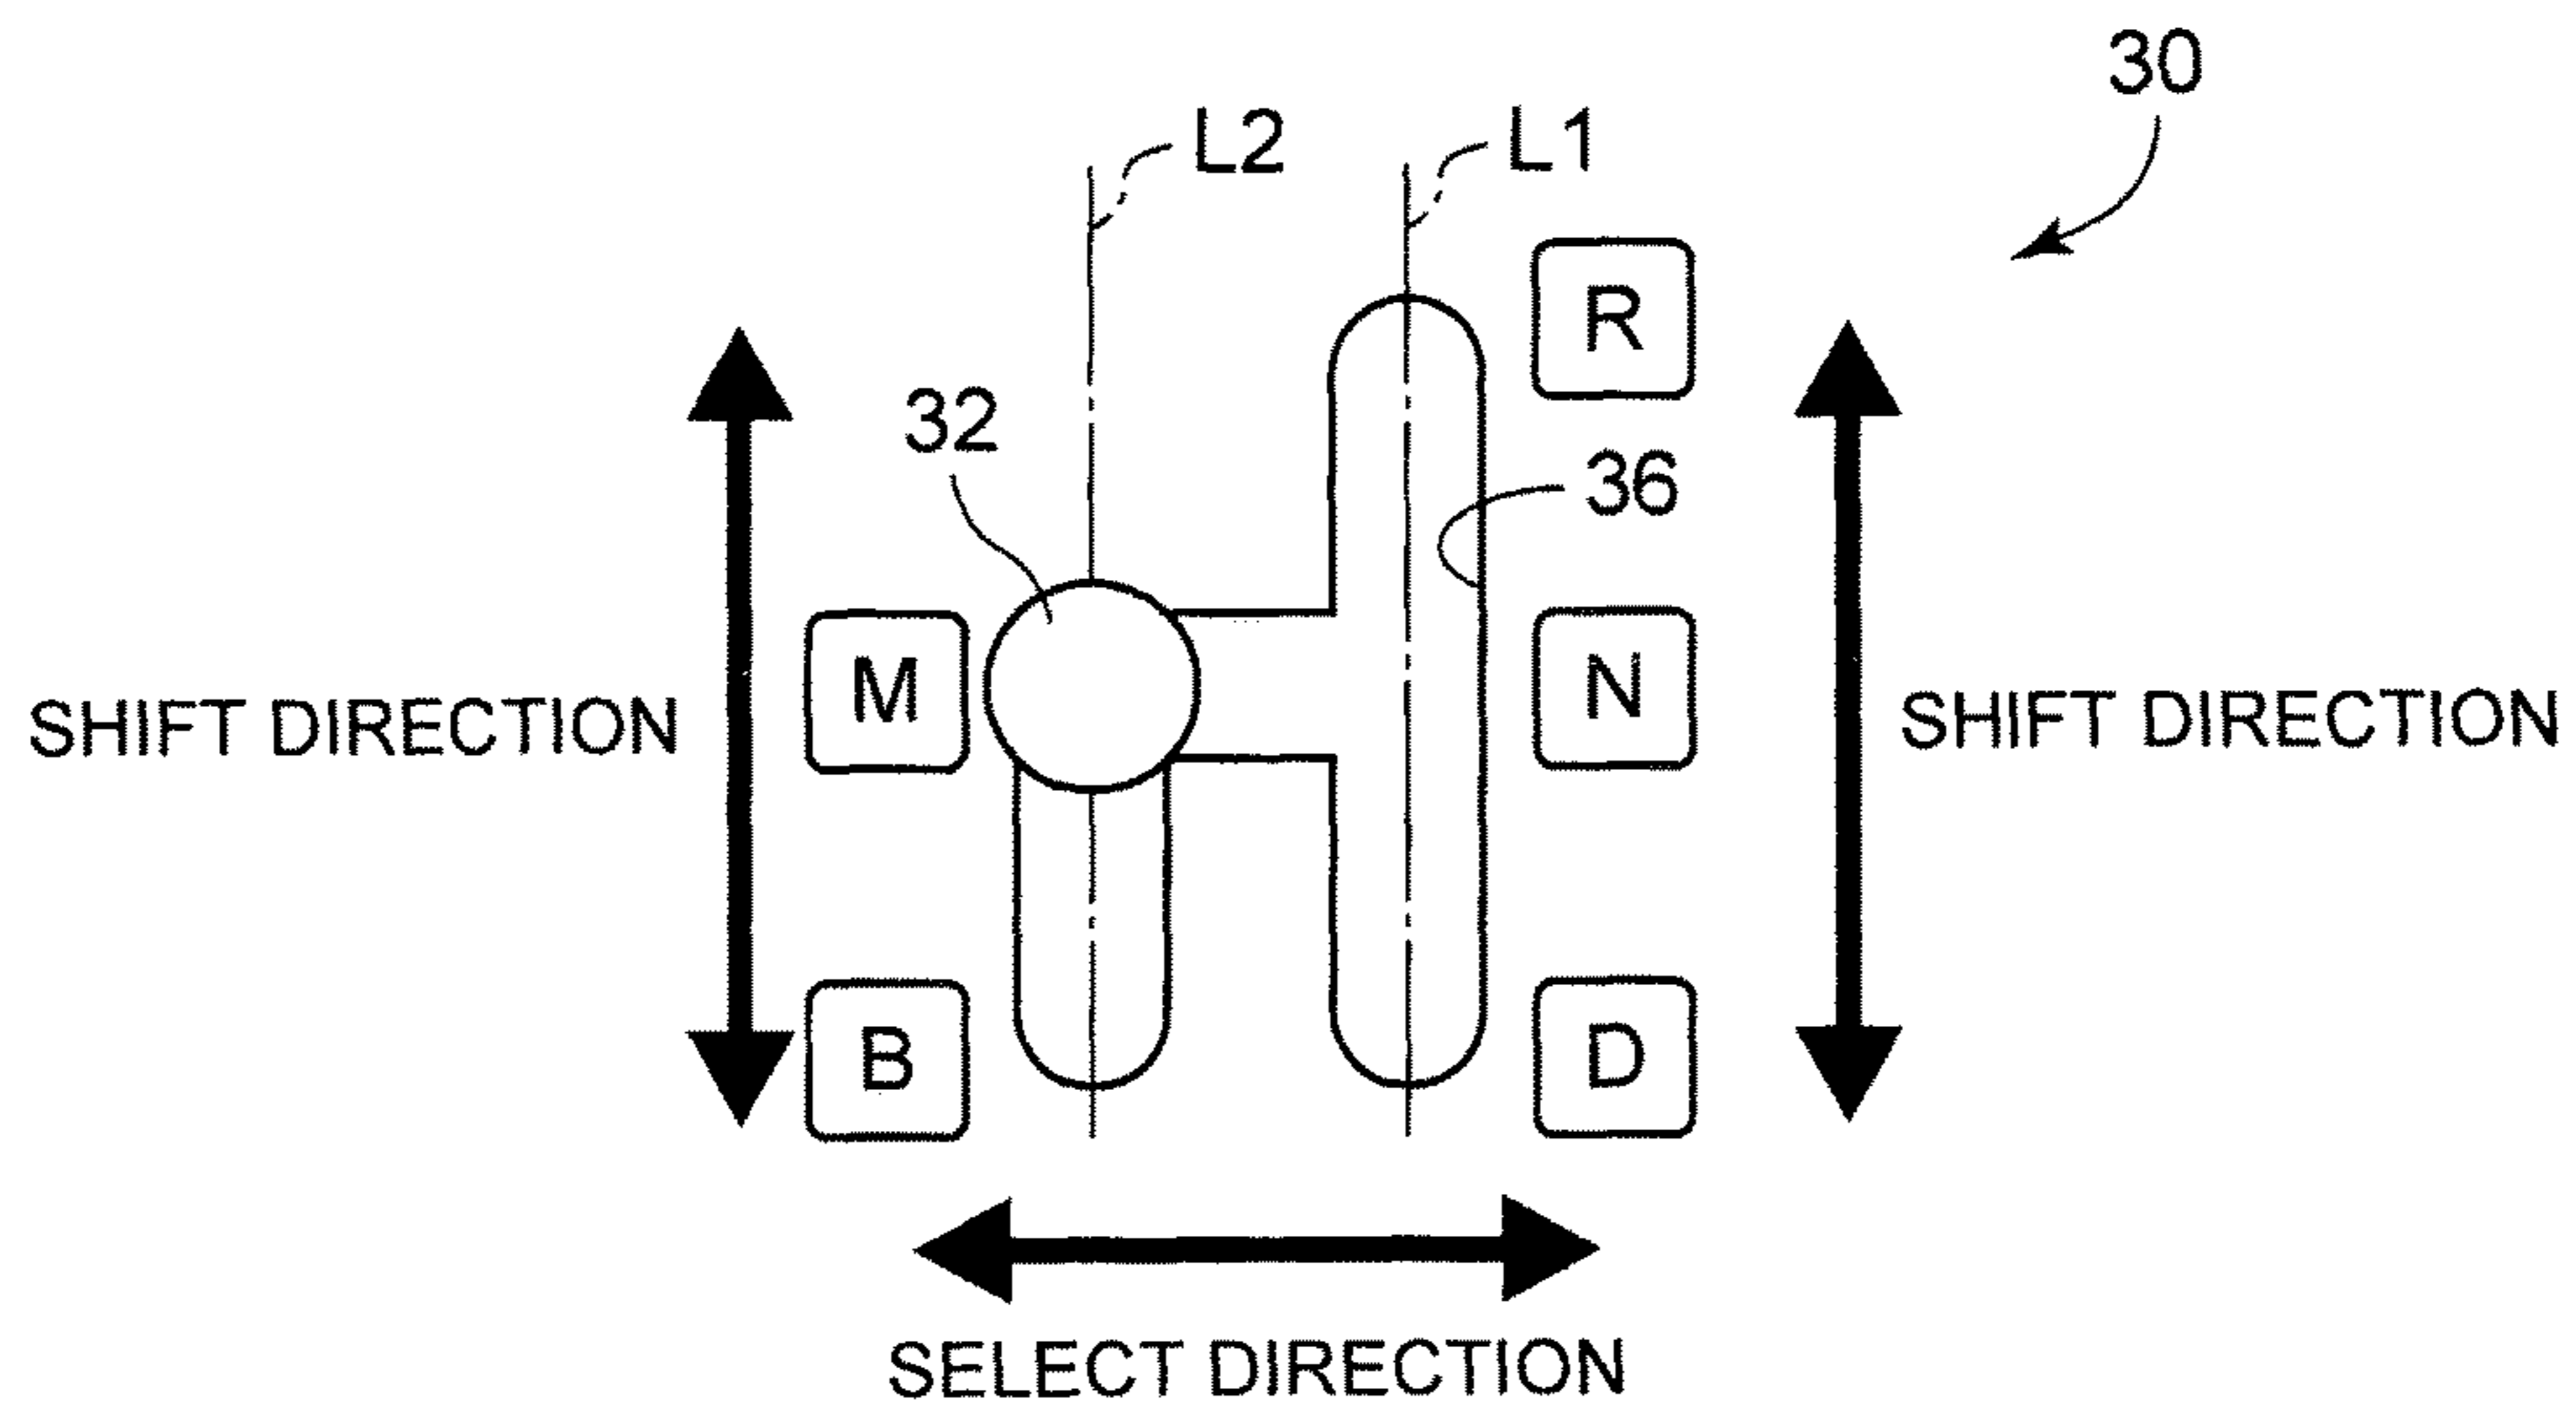 30
L2
L1
R
32
36
M
N
SHIFT DIRECTION
SHIFT DIRECTION
B
D
SELECT DIRECTION